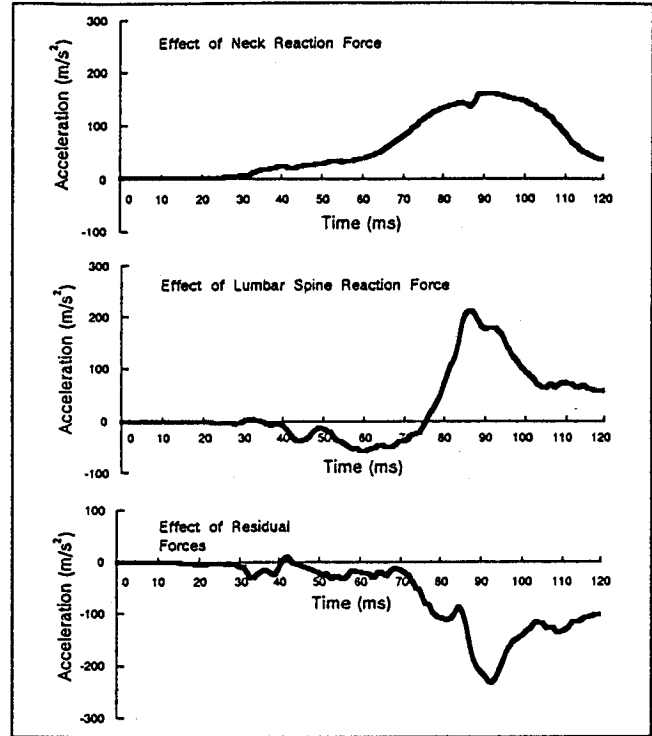 300
200
100
0
-100
Acceleration (m/s²)
Effect of Neck Reaction Force
0 10 20 30 40 50 60 70 80 90 100 110 120
Time (ms)
300
200
100
0
-100
Acceleration (m/s²)
Effect of Lumbar Spine Reaction Force
0 10 20 30 40 50 60 70 80 90 100 110 120
Time (ms)
100
0
-100
-200
-300
Acceleration (m/s²)
Effect of Residual
Forces
0 10 20 30 40 50 60 70 80 90 100 110 120
Time (ms)